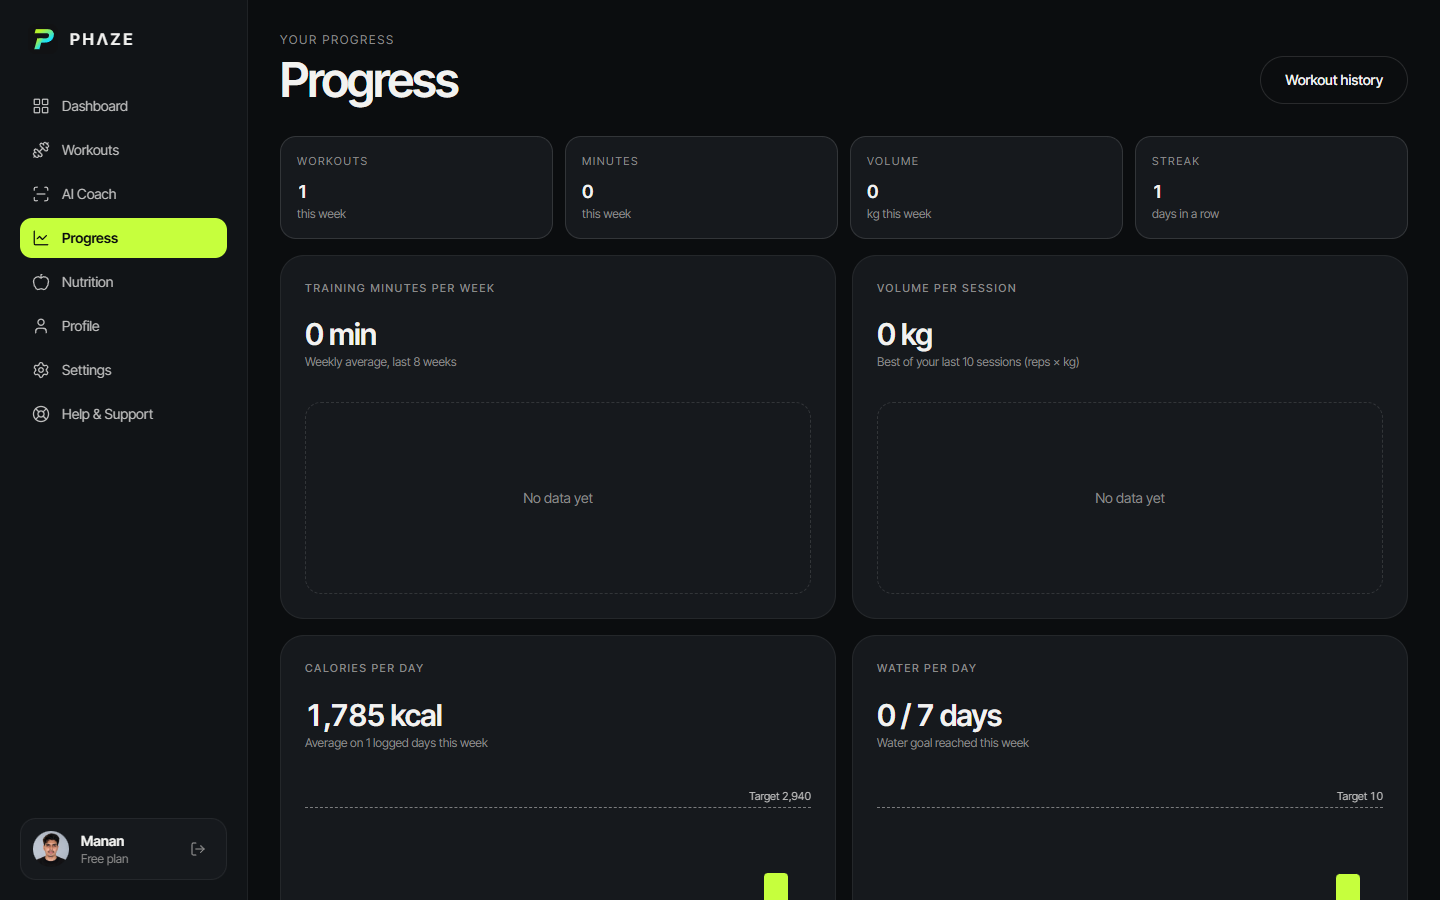 PHΛZE
Dashboard
Workouts
AI Coach
Progress
Nutrition
Profile
Settings
Help & Support
Manan
Free plan
YOUR PROGRESS
Progress
Workout history
WORKOUTS
1
this week
MINUTES
0
this week
VOLUME
0
kg this week
STREAK
1
days in a row
TRAINING MINUTES PER WEEK
0 min
Weekly average, last 8 weeks
No data yet
VOLUME PER SESSION
0 kg
Best of your last 10 sessions (reps × kg)
No data yet
CALORIES PER DAY
1,785 kcal
Average on 1 logged days this week
Target 2,940
WATER PER DAY
0 / 7 days
Water goal reached this week
Target 10